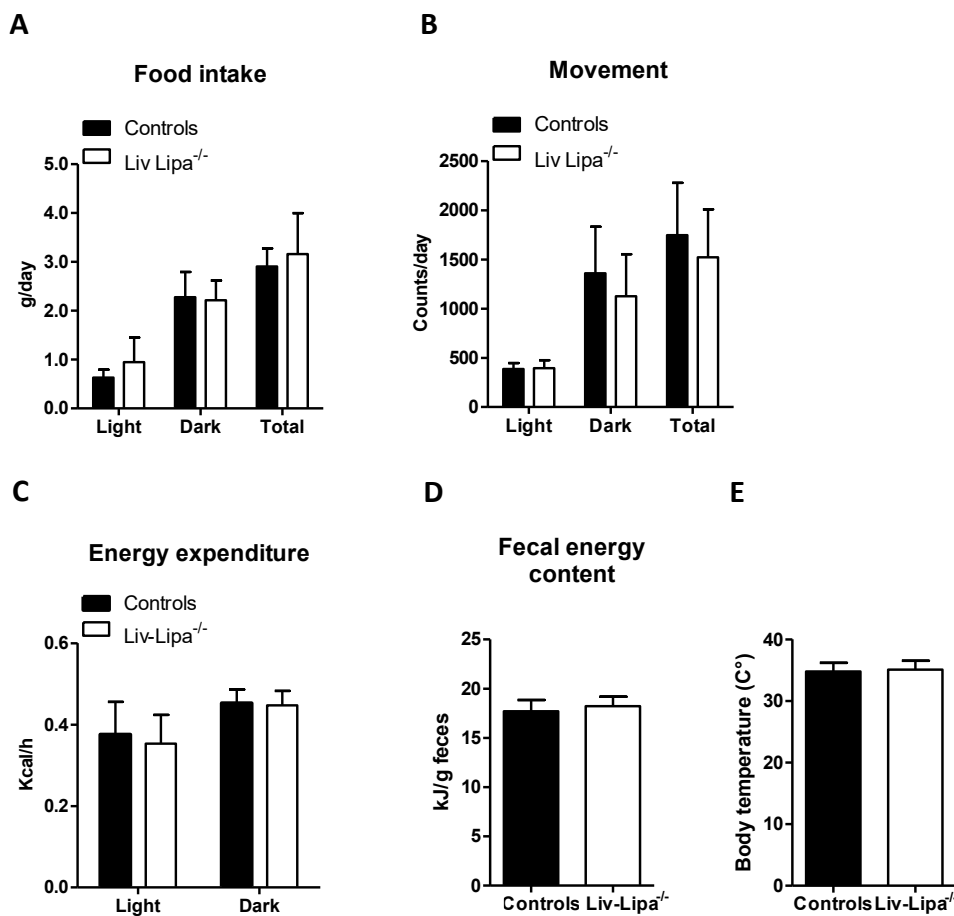 A
Food intake
Controls
Liv Lipa-/-
5.0
4.0
3.0
2.0
1.0
0.0
g/day
Light Dark Total
B
Movement
Controls
Liv Lipa-/-
2500
2000
1500
1000
500
0
Counts/day
Light Dark Total
C
Energy expenditure
Controls
Liv-Lipa-/-
0.6
0.4
0.2
0.0
Kcal/h
Light Dark
D
Fecal energy
content
25
20
15
10
5
0
kJ/g feces
Controls Liv-Lipa-/-
E
40
30
20
10
0
Body temperature (C°)
Controls Liv-Lipa-/-